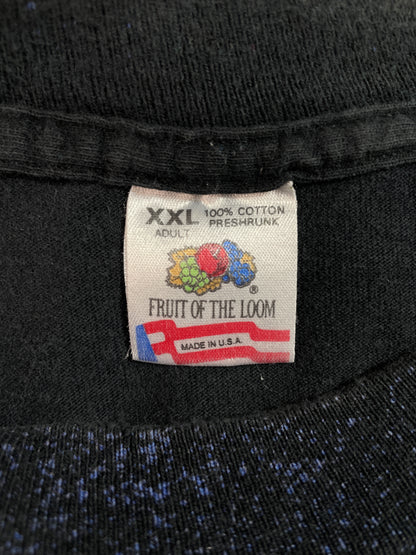 XXL 100% COTTON
ADULT PRESHRUNK
®
FRUIT OF THE LOOM
MADE IN U.S.A.